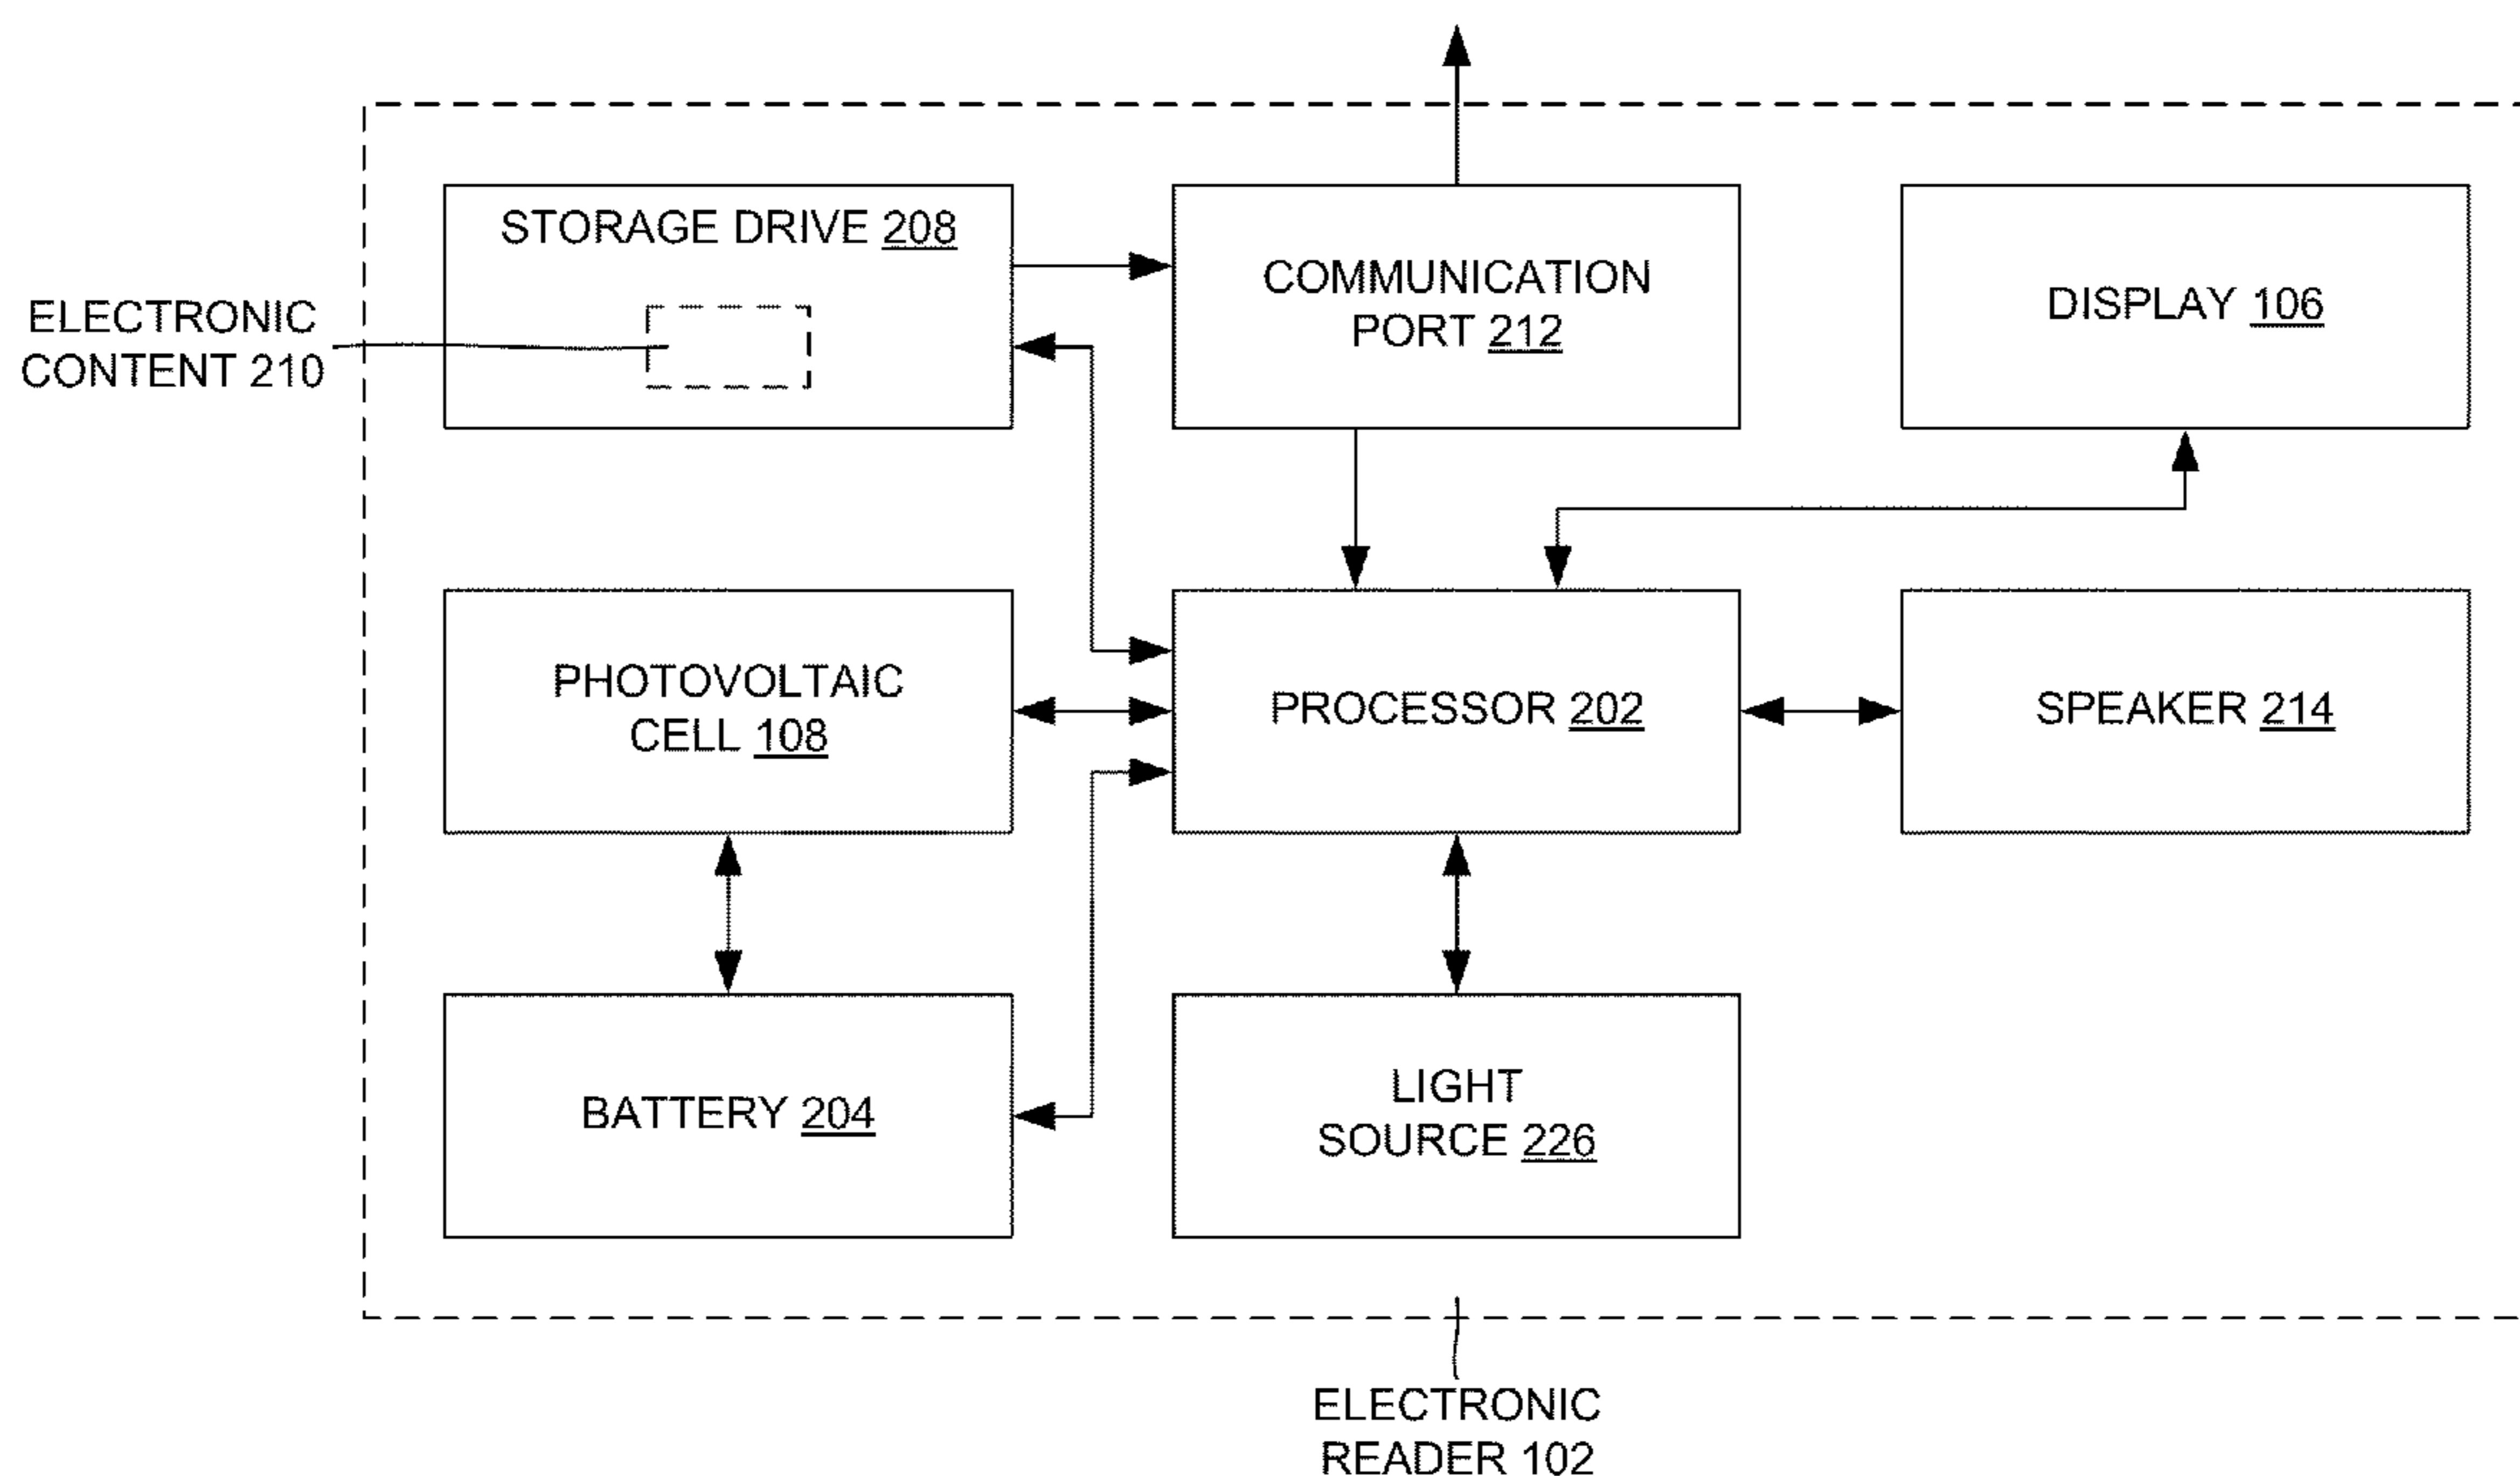 STORAGE DRIVE 208
COMMUNICATION
PORT 212
DISPLAY 106
ELECTRONIC
CONTENT 210
PHOTOVOLTAIC
CELL 108
PROCESSOR 202
SPEAKER 214
BATTERY 204
LIGHT
SOURCE 226
ELECTRONIC
READER 102